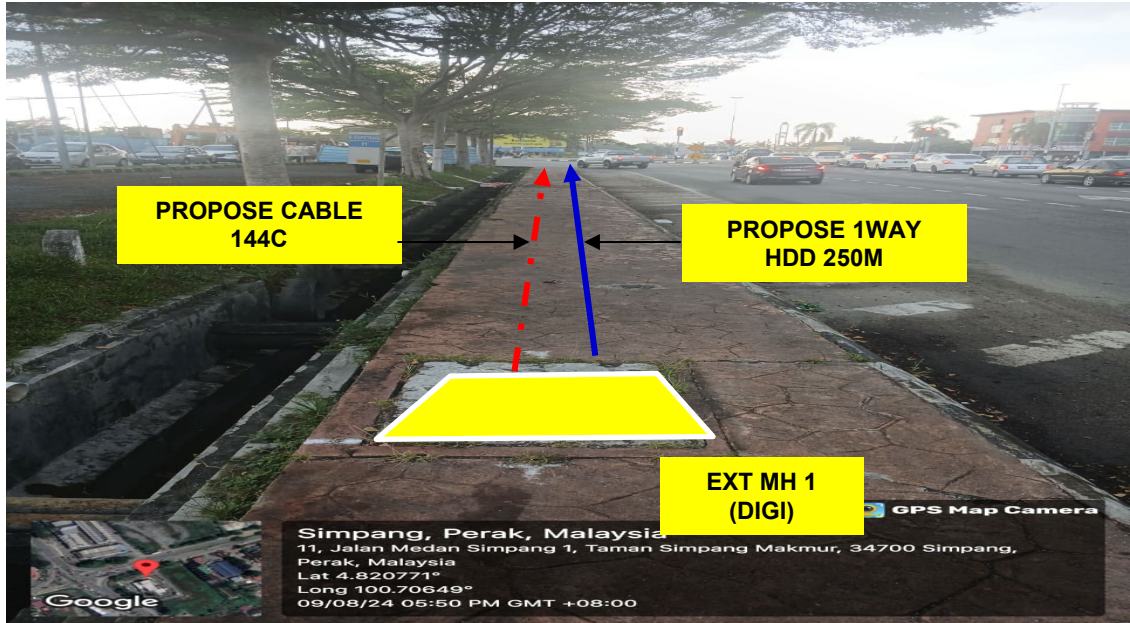 PROPOSE CABLE
144C
PROPOSE 1WAY
HDD 250M
EXT MH 1
(DIGI)
GPS Map Camera
Simpang, Perak, Malaysia
11, Jalan Medan Simpang 1, Taman Simpang Makmur, 34700 Simpang,
Perak, Malaysia
Lat 4.820771°
Long 100.70649°
09/08/24 05:50 PM GMT +08:00
Google